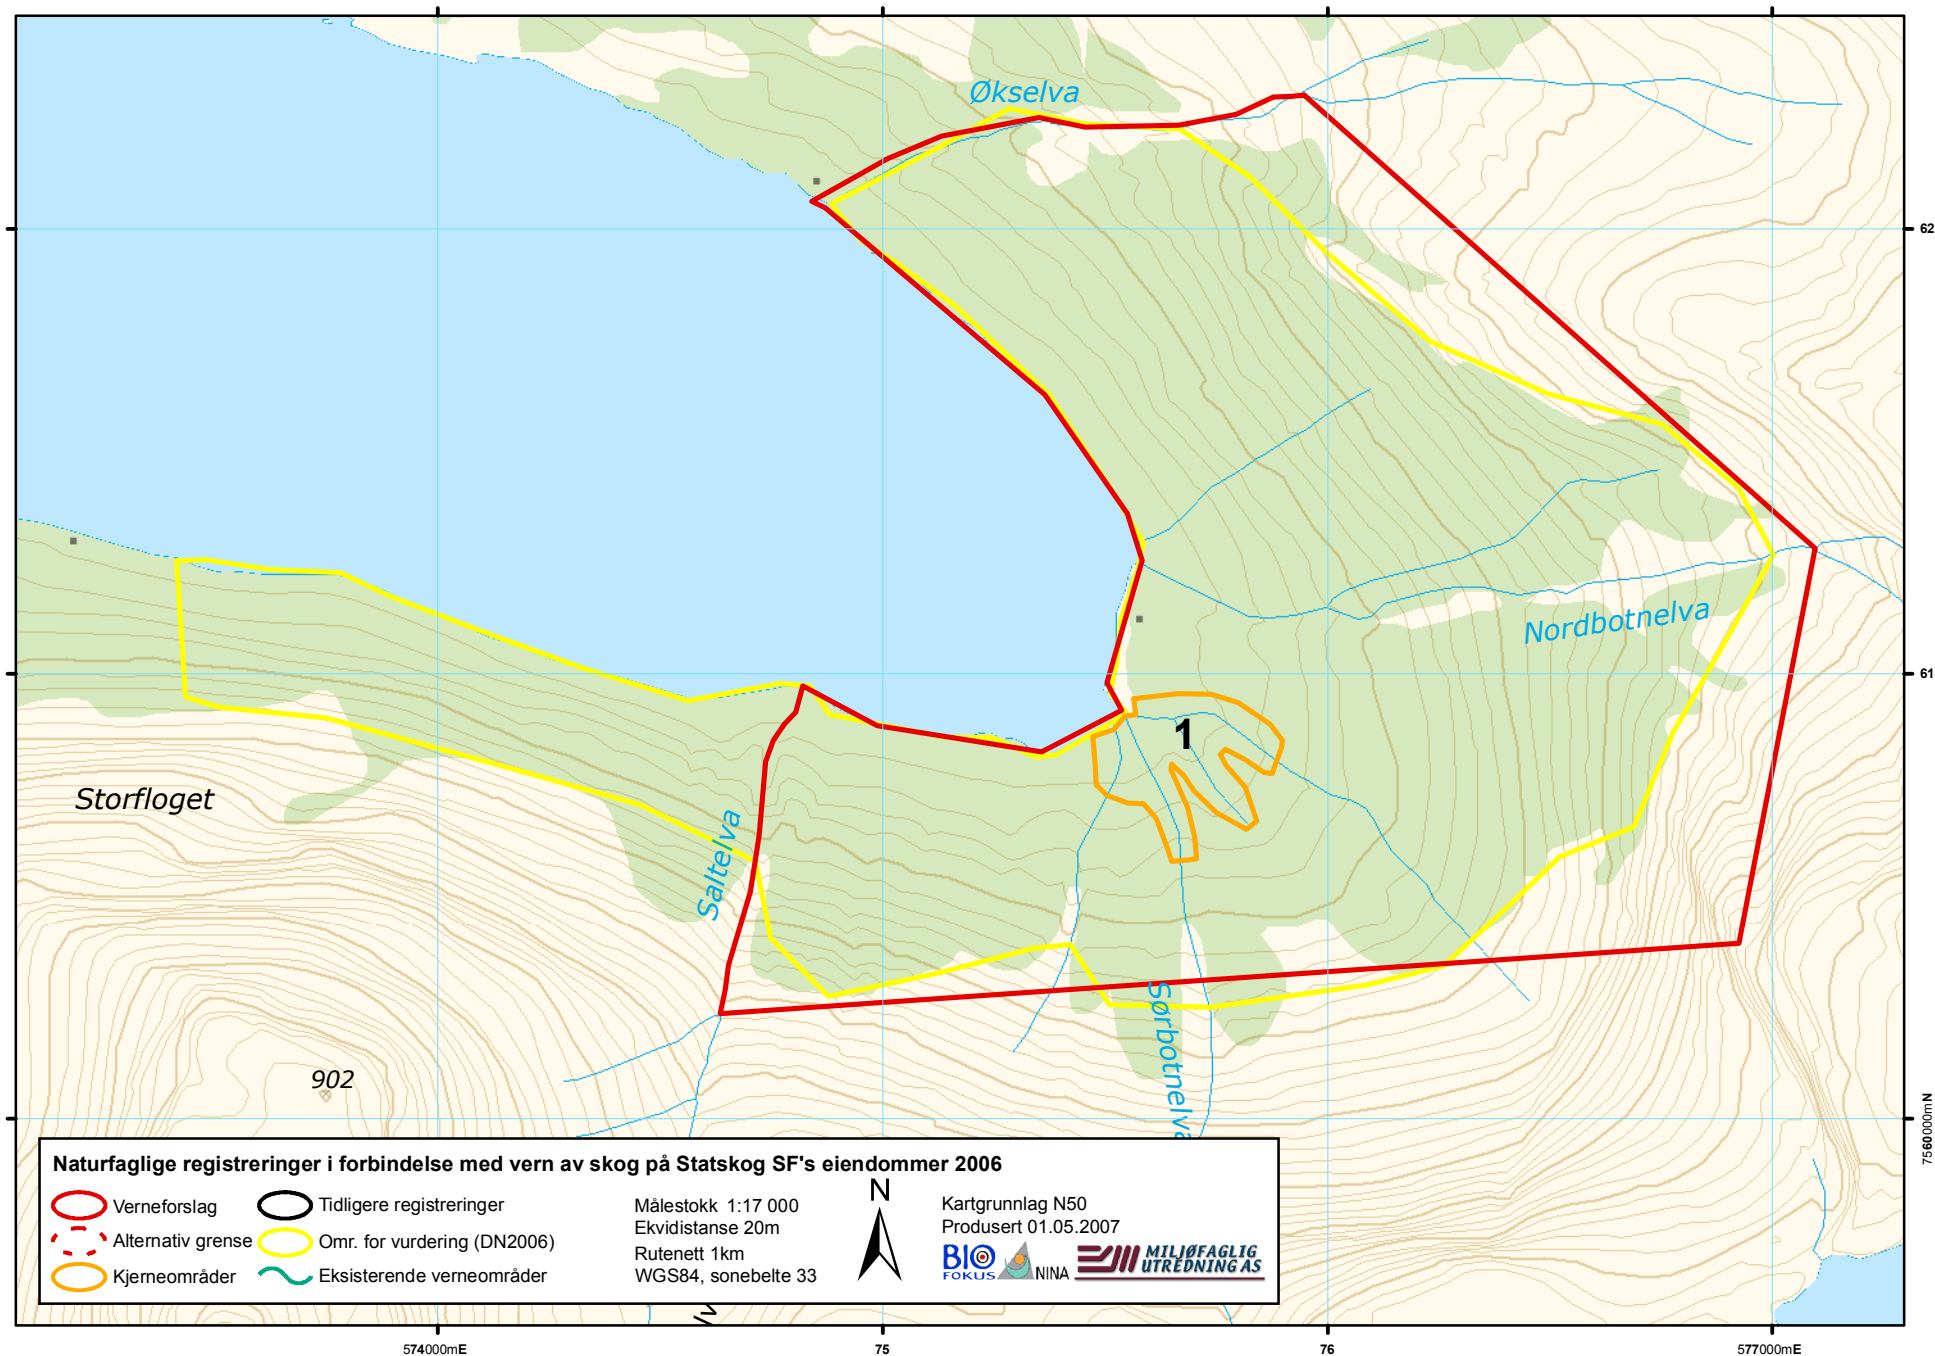 Økselva
62
Nordbotnelva
61
1
Storfloget
Saltelva
Sørbotnelva
902
7560000mN
Naturfaglige registreringer i forbindelse med vern av skog på Statskog SF's eiendommer 2006
Verneforslag
Alternativ grense
Kjerneområder
Tidligere registreringer
Omr. for vurdering (DN2006)
Eksisterende verneområder
Målestokk 1:17 000
Ekvidistanse 20m
Rutenett 1km
WGS84, sonebelte 33
N
Kartgrunnlag N50
Produsert 01.05.2007
BIO
FOKUS
NINA
MILJØFAGLIG
UTREDNING AS
574000mE
75
76
577000mE